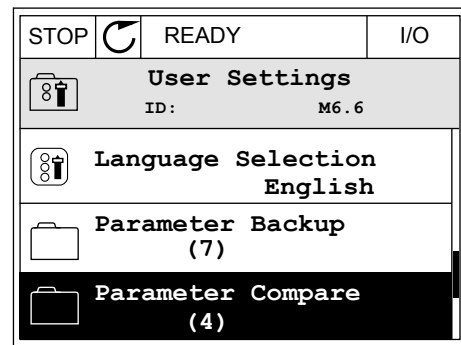 STOP READY I/O
User Settings
ID: M6.6
Language Selection
English
Parameter Backup
(7)
Parameter Compare
(4)